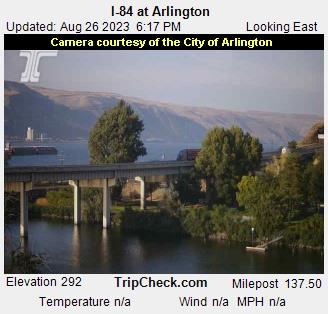 I-84 at Arlington
Updated: Aug 26 2023 6:17 PM Looking East
Camera courtesy of the City of Arlington
Elevation 292 TripCheck.com Milepost 137.50
Temperature n/a Wind n/a MPH n/a